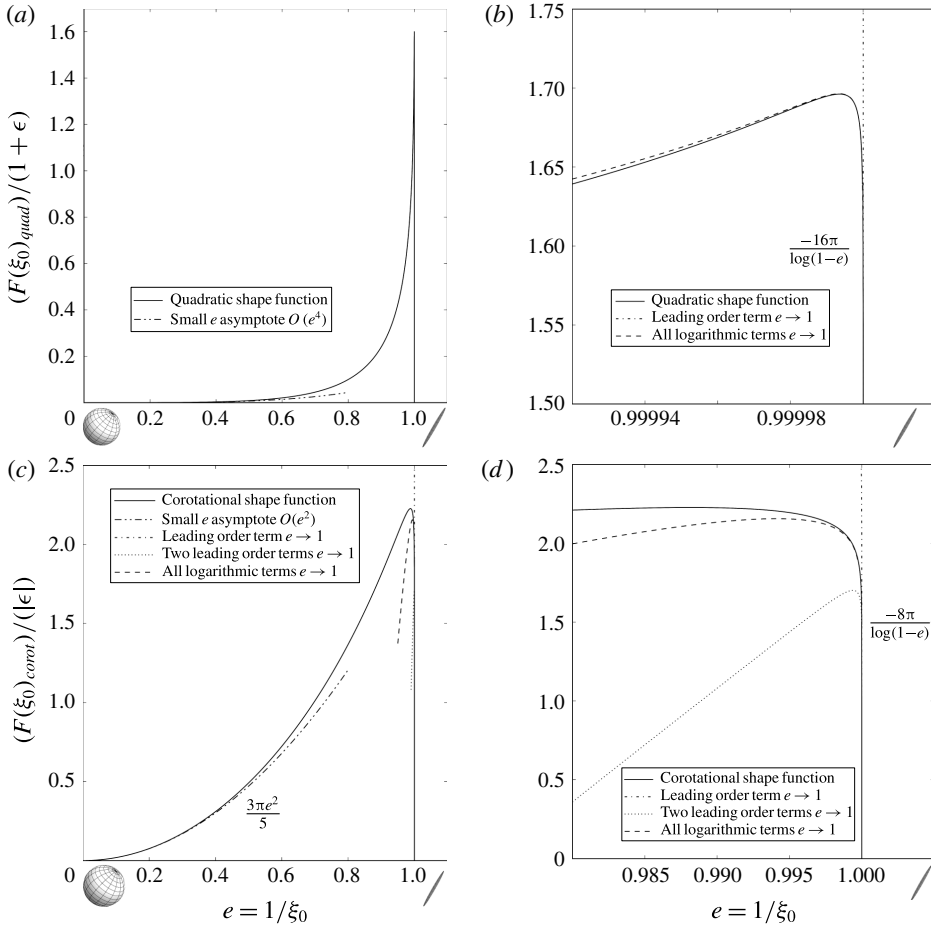 (a)
1.6
1.4
1.2
1.0
0.8
0.6
0.4
0.2
0 0.2 0.4 0.6 0.8 1.0
(F(ξ0)quad)/(1 + ϵ)
Quadratic shape function
Small e asymptote O (e^4)
(b)
1.75
1.70
1.65
1.60
1.55
1.50
0.99994 0.99998
−16π
log(1−e)
Quadratic shape function
Leading order term e → 1
All logarithmic terms e → 1
(c)
2.5
2.0
1.5
1.0
0.5
0 0.2 0.4 0.6 0.8 1.0
(F(ξ0)corot)/(|ϵ|)
Corotational shape function
Small e asymptote O(e^2)
Leading order term e → 1
Two leading order terms e → 1
All logarithmic terms e → 1
3πe^2
5
e = 1/ξ0
(d)
2.5
2.0
1.5
1.0
0.5
0
0.985 0.990 0.995 1.000
−8π
log(1−e)
Corotational shape function
Leading order term e → 1
Two leading order terms e → 1
All logarithmic terms e → 1
e = 1/ξ0